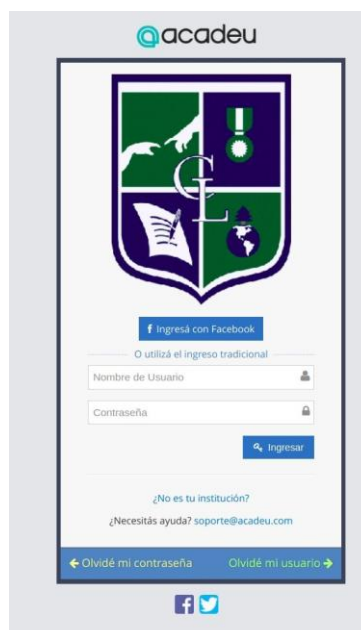 acadeu
CL
Ingresá con Facebook
O utilizá el ingreso tradicional
Nombre de Usuario
Contraseña
Ingresar
¿No es tu institución?
¿Necesitás ayuda? soporte@acadeu.com
Olvidé mi contraseña
Olvidé mi usuario